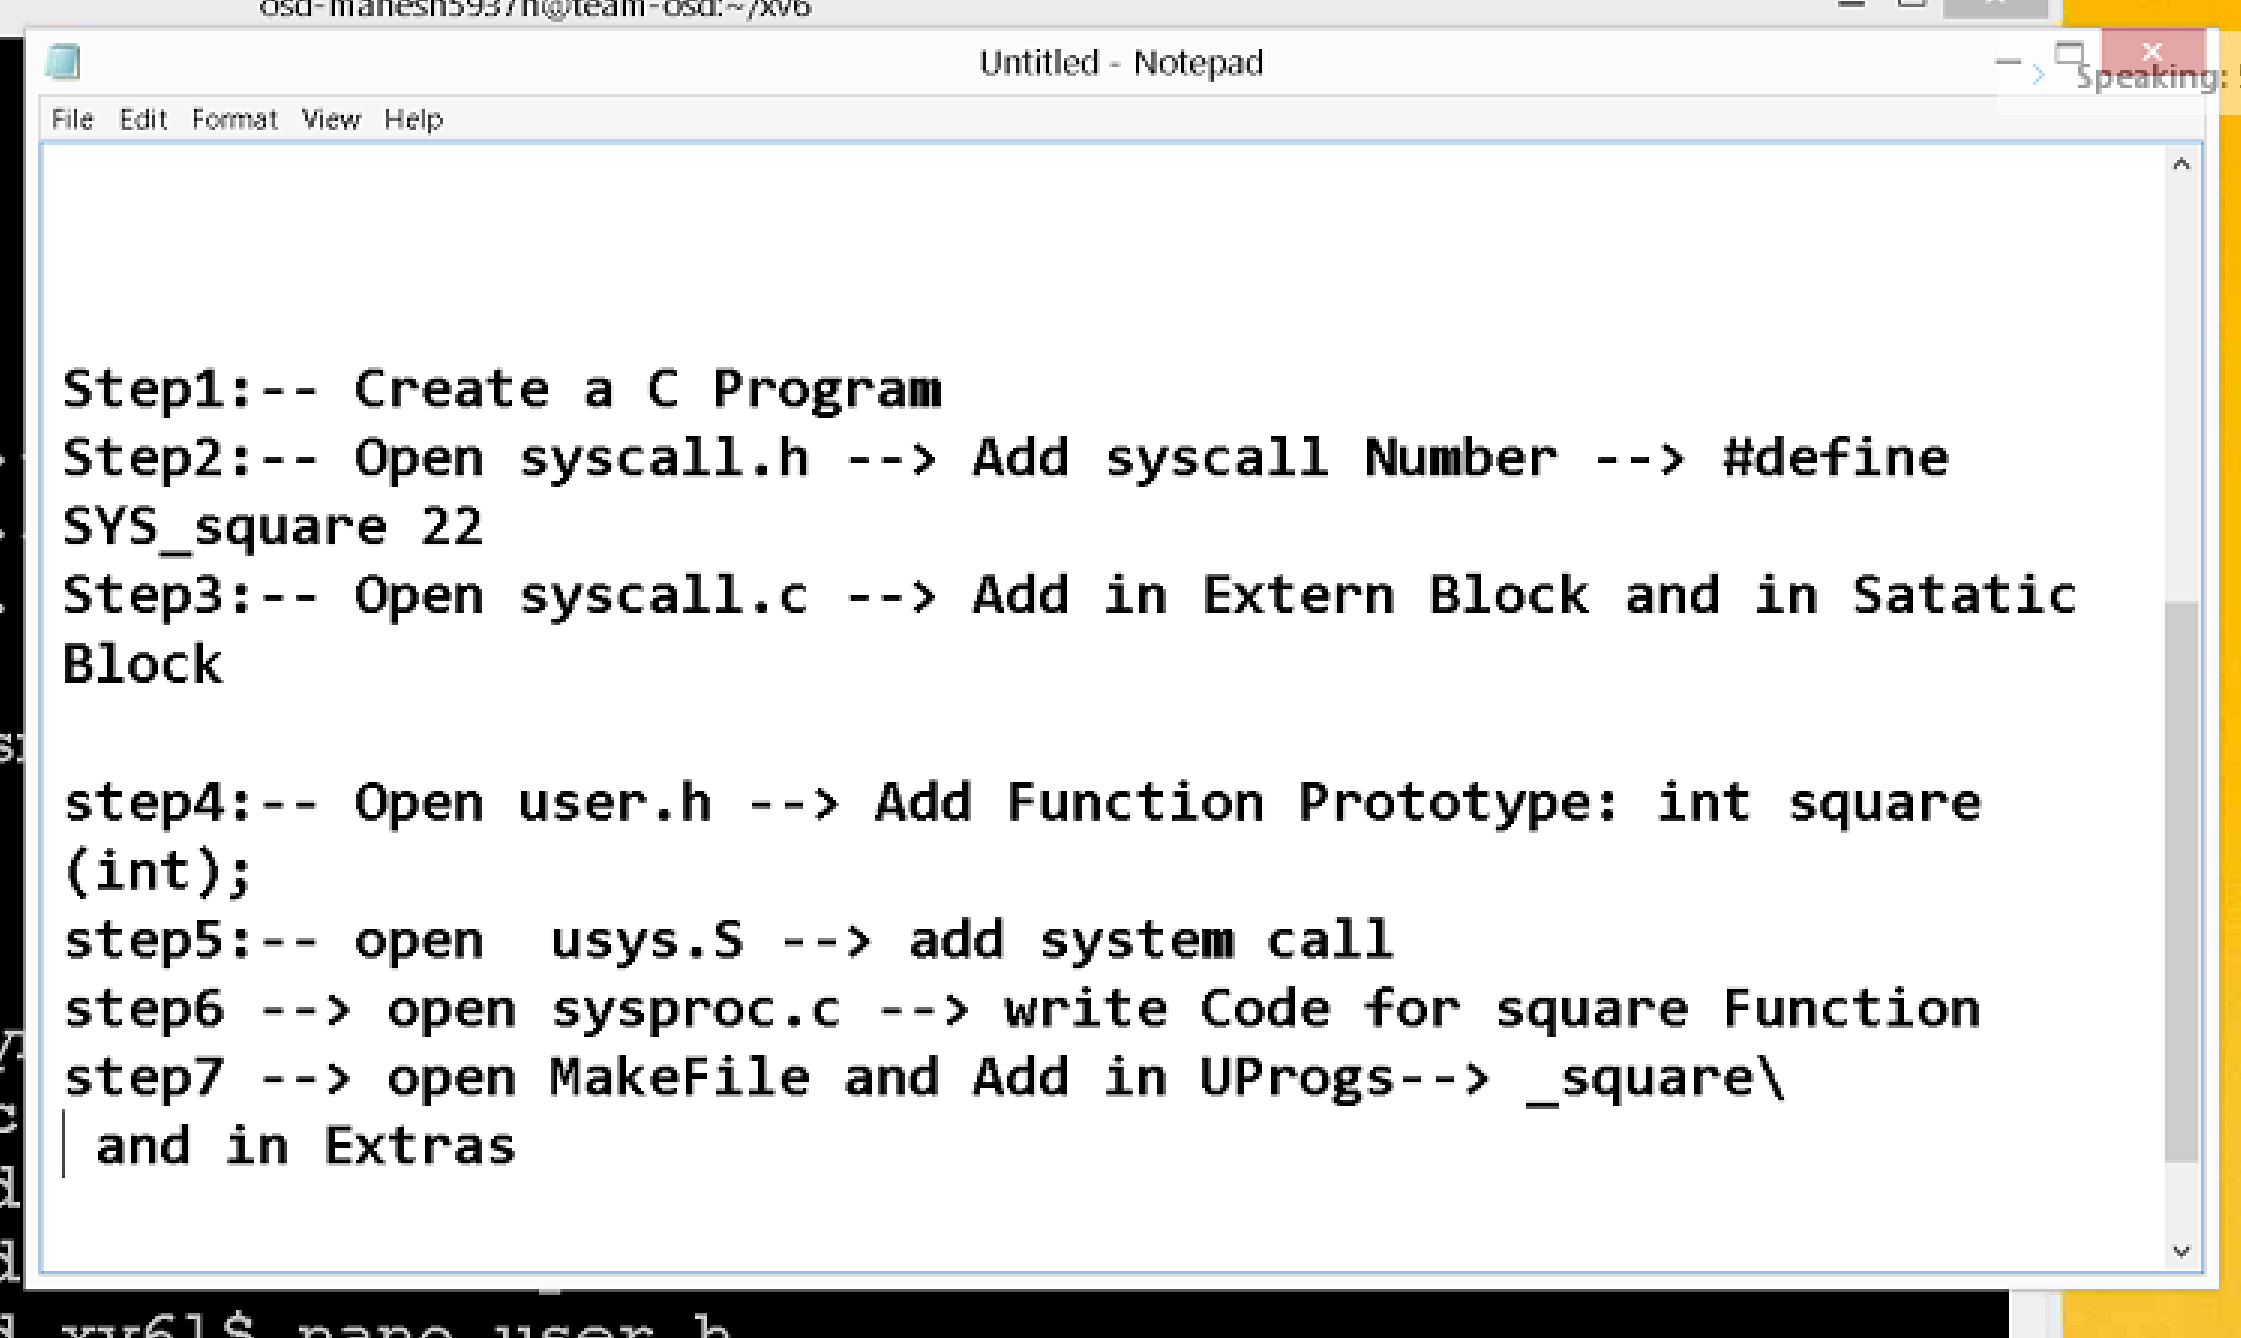 osd-mahesh5937h@team-osd:~/xv6
Untitled - Notepad
Speaking:
File Edit Format View Help
Step1:-- Create a C Program
Step2:-- Open syscall.h --> Add syscall Number --> #define
SYS_square 22
Step3:-- Open syscall.c --> Add in Extern Block and in Satatic
Block
step4:-- Open user.h --> Add Function Prototype: int square
(int);
step5:-- open  usys.S --> add system call
step6 --> open sysproc.c --> write Code for square Function
step7 --> open MakeFile and Add in UProgs--> _square\
 and in Extras
xv6]$ nano user.h